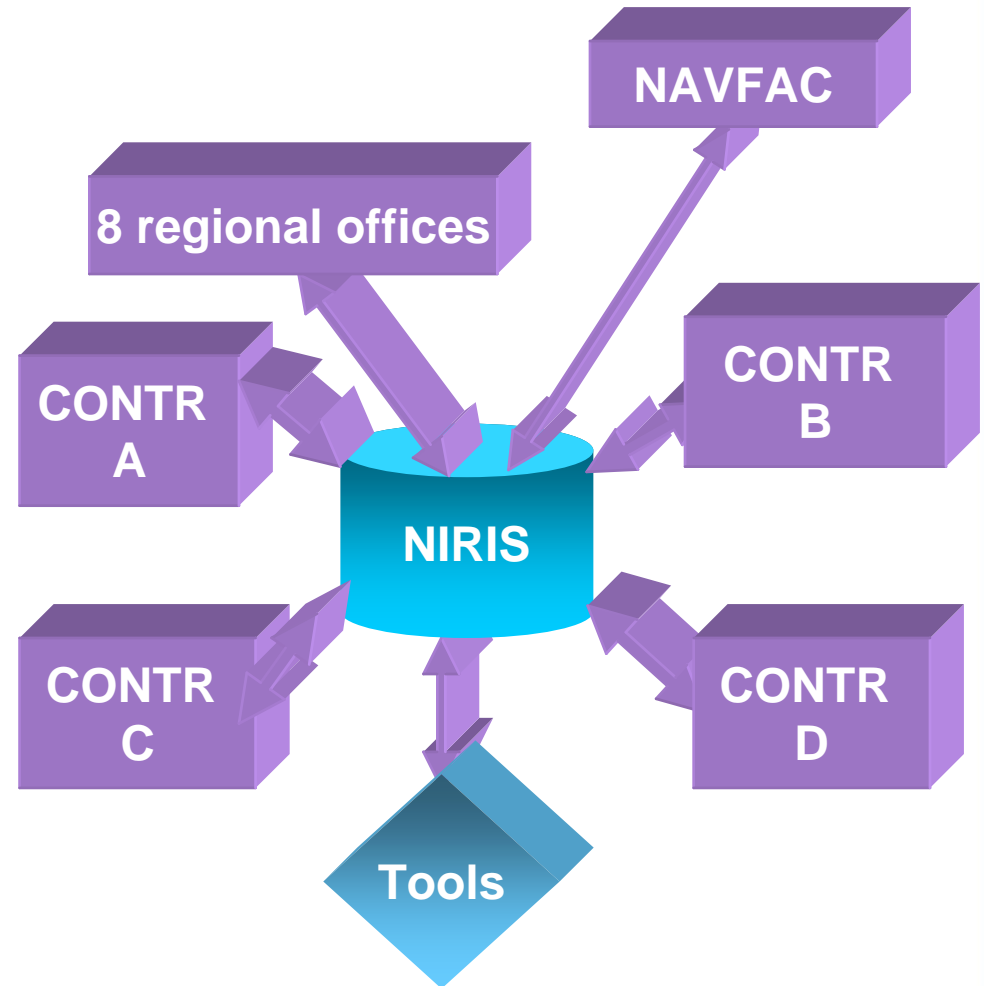 NAVFAC
8 regional offices
CONTR
A
CONTR
B
NIRIS
CONTR
C
CONTR
D
Tools